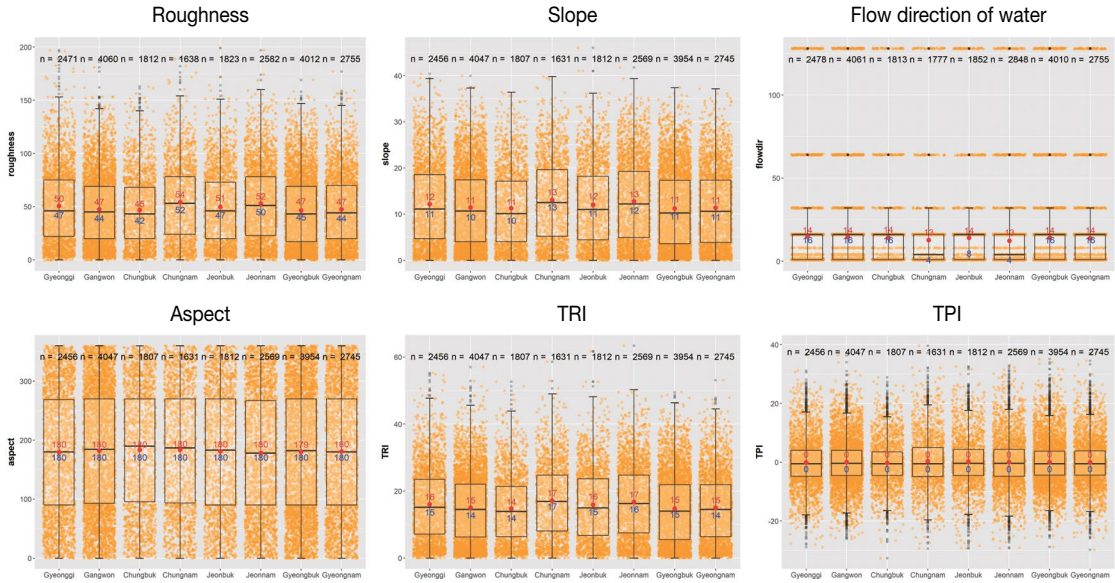 Roughness
n = 2471 n = 4060 n = 1812 n = 1638 n = 1823 n = 2582 n = 4012 n = 2755
200
150
100
50
0
roughness
50 47 46 54 51 52 47 47
47 45 42 52 47 50 45 44
Gyeonggi Gangwon Chungbuk Chungnam Jeonbuk Jeonnam Gyeongbuk Gyeongnam
Slope
n = 2456 n = 4047 n = 1807 n = 1631 n = 1812 n = 2569 n = 3954 n = 2745
40
30
20
10
0
slope
12 11 11 13 12 13 11 11
11 10 10 13 11 12 11 11
Gyeonggi Gangwon Chungbuk Chungnam Jeonbuk Jeonnam Gyeongbuk Gyeongnam
Flow direction of water
n = 2478 n = 4061 n = 1813 n = 1777 n = 1852 n = 2848 n = 4010 n = 2755
100
50
0
flowdir
14 14 14 13 14 13 14 14
16 16 16 4 8 4 16 16
Gyeonggi Gangwon Chungbuk Chungnam Jeonbuk Jeonnam Gyeongbuk Gyeongnam
Aspect
n = 2456 n = 4047 n = 1807 n = 1631 n = 1812 n = 2569 n = 3954 n = 2745
300
200
100
0
aspect
180 180 180 180 180 180 179 180
180 180 180 180 180 180 180 180
Gyeonggi Gangwon Chungbuk Chungnam Jeonbuk Jeonnam Gyeongbuk Gyeongnam
TRI
n = 2456 n = 4047 n = 1807 n = 1631 n = 1812 n = 2569 n = 3954 n = 2745
60
40
20
0
TRI
16 15 14 17 16 17 15 15
15 14 14 17 15 16 15 14
Gyeonggi Gangwon Chungbuk Chungnam Jeonbuk Jeonnam Gyeongbuk Gyeongnam
TPI
n = 2456 n = 4047 n = 1807 n = 1631 n = 1812 n = 2569 n = 3954 n = 2745
40
20
0
-20
TPI
0 0 0 0 0 0 0 0
0 0 0 0 0 0 0 0
Gyeonggi Gangwon Chungbuk Chungnam Jeonbuk Jeonnam Gyeongbuk Gyeongnam